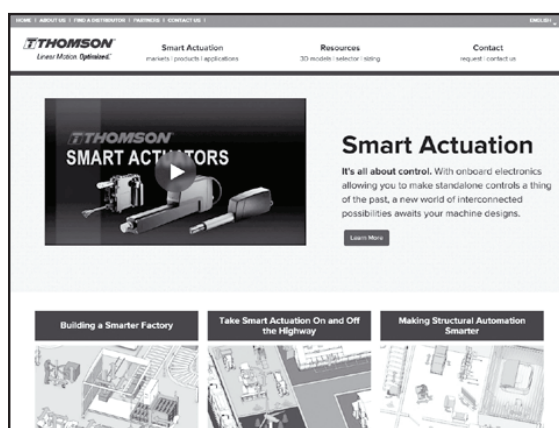 HOME | ABOUT US | FIND A DISTRIBUTOR | PARTNERS | CONTACT US |
ENGLISH
THOMSON
Linear Motion. Optimized.™
Smart Actuation
markets | products | applications
Resources
3D models | selector | sizing
Contact
request | contact us
THOMSON
SMART ACTUATORS
Smart Actuation
It's all about control. With onboard electronics
allowing you to make standalone controls a thing
of the past, a new world of interconnected
possibilities awaits your machine designs.
Learn More
Building a Smarter Factory
Take Smart Actuation On and Off
the Highway
Making Structural Automation
Smarter